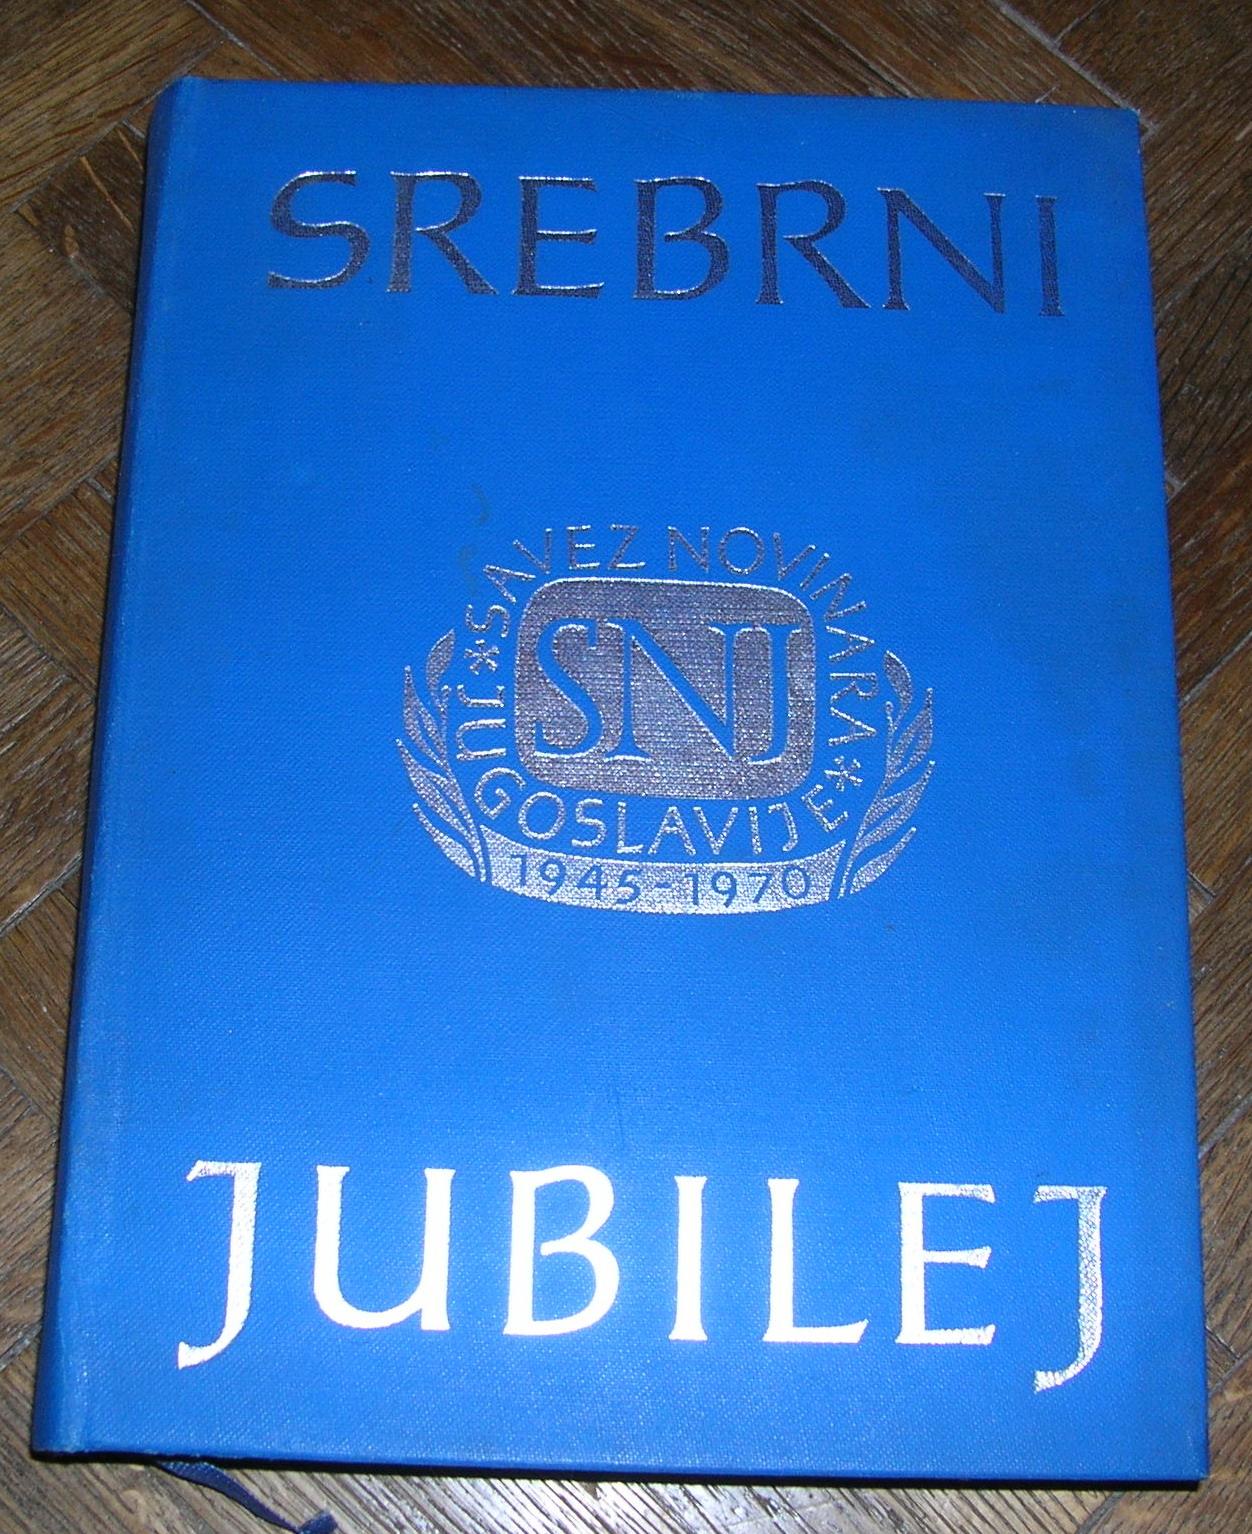 SREBRNI
SAVEZ NOVINARA * JUGOSLAVIJE *
SNJ
1945-1970
JUBILEJ